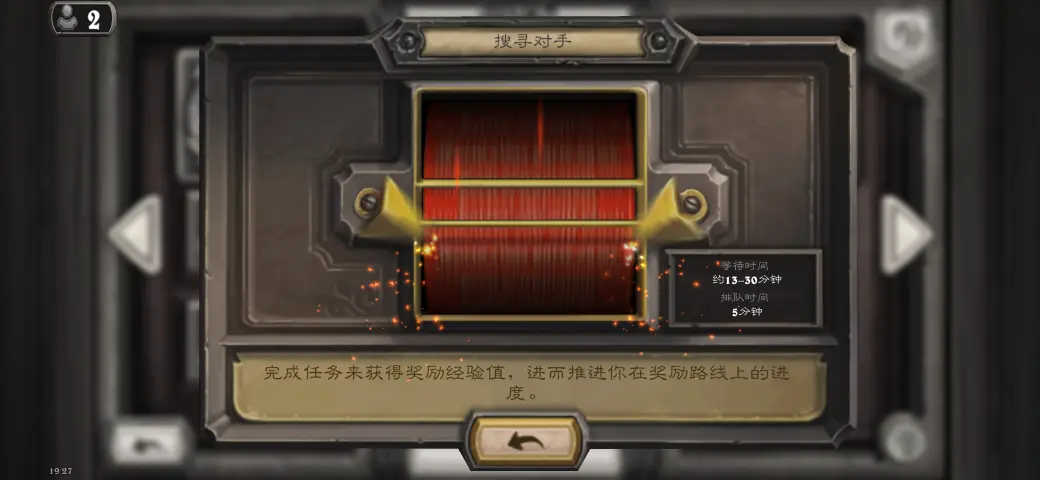 2
搜寻对手
等待时间
约13-30分钟
排队时间
5分钟
完成任务来获得奖励经验值，进而推进你在奖励路线上的进
度。
19:27